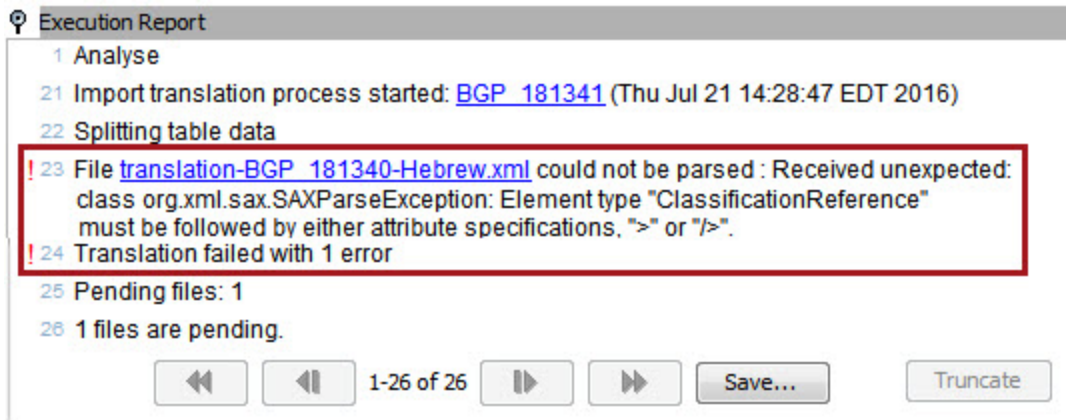 Execution Report
1 Analyse
21 Import translation process started: BGP_181341 (Thu Jul 21 14:28:47 EDT 2016)
22 Splitting table data
! 23 File translation-BGP_181340-Hebrew.xml could not be parsed : Received unexpected:
class org.xml.sax.SAXParseException: Element type "ClassificationReference"
must be followed by either attribute specifications, ">" or "/>".
! 24 Translation failed with 1 error
25 Pending files: 1
26 1 files are pending.
1-26 of 26 Save... Truncate